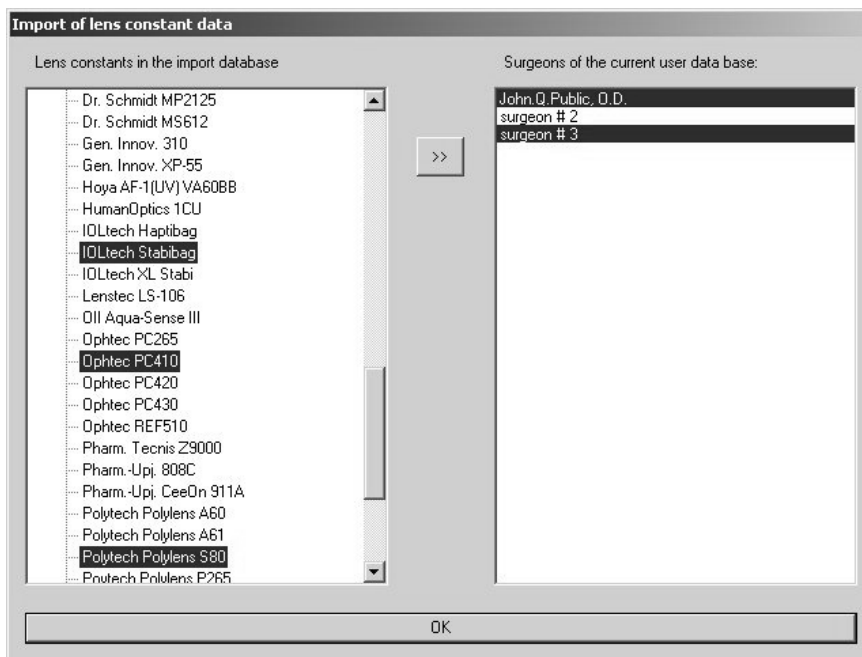 Import of lens constant data
Lens constants in the import database
Dr. Schmidt MP2125
Dr. Schmidt MS612
Gen. Innov. 310
Gen. Innov. XP-55
Hoya AF-1(UV) VA60BB
HumanOptics 1CU
IOLtech Haptibag
IOLtech Stabibag
IOLtech XL Stabi
Lenstec LS-106
OII Aqua-Sense III
Ophtec PC265
Ophtec PC410
Ophtec PC420
Ophtec PC430
Ophtec REF510
Pharm. Tecnis Z9000
Pharm.-Upj. 808C
Pharm.-Upj. CeeOn 911A
Polytech Polylens A60
Polytech Polylens A61
Polytech Polylens S80
Poytech Polylens P265
>>
Surgeons of the current user data base:
John.Q.Public, O.D.
surgeon # 2
surgeon # 3
OK